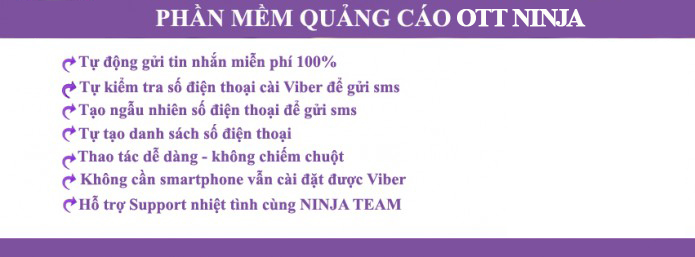 PHẦN MỀM QUẢNG CÁO OTT NINJA
Tự động gửi tin nhắn miễn phí 100%
Tự kiểm tra số điện thoại cài Viber để gửi sms
Tạo ngẫu nhiên số điện thoại để gửi sms
Tự tạo danh sách số điện thoại
Thao tác dễ dàng - không chiếm chuột
Không cần smartphone vẫn cài đặt được Viber
Hỗ trợ Support nhiệt tình cùng NINJA TEAM